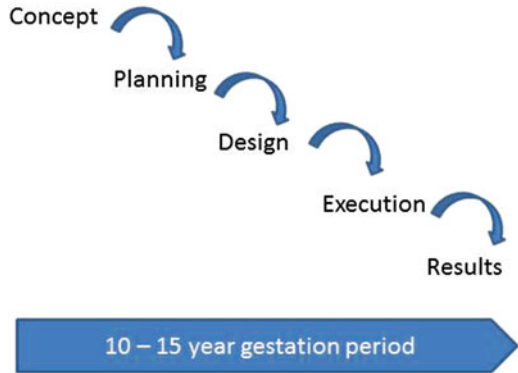 Concept
Planning
Design
Execution
Results
10 – 15 year gestation period